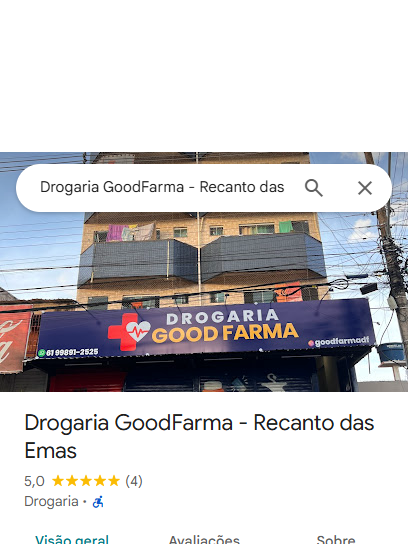 Drogaria GoodFarma - Recanto das
DROGARIA
GOOD FARMA
61 99891-2525
goodfarmadf
Drogaria GoodFarma - Recanto das
Emas
5,0 (4)
Drogaria ·
Visão geral Avaliações Sobre